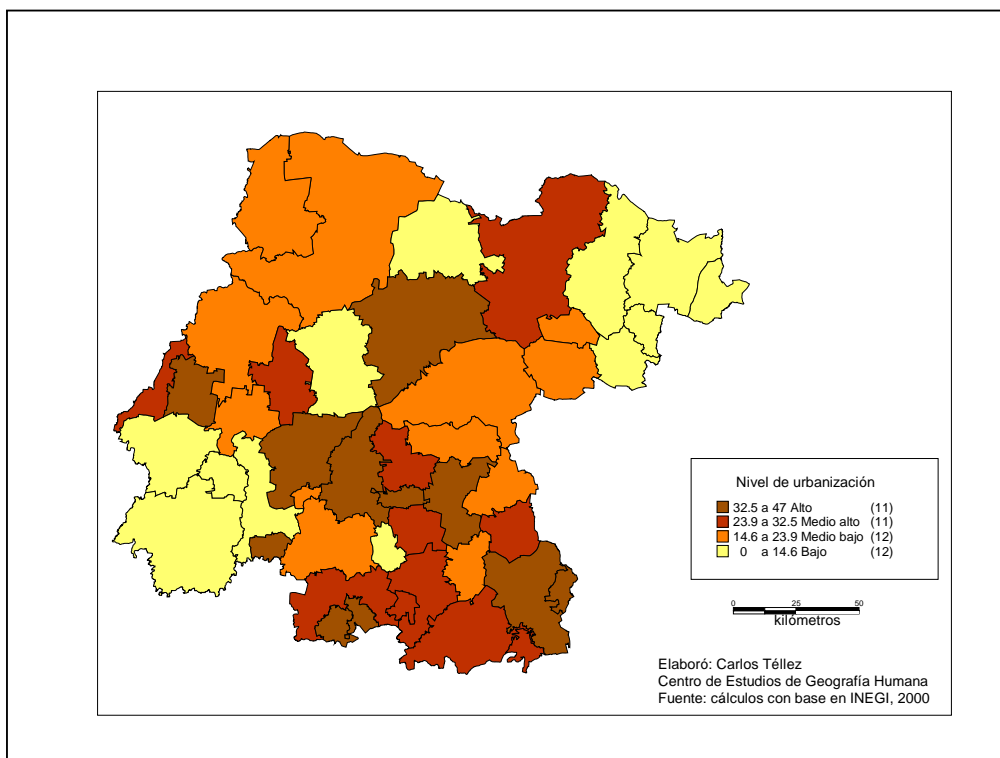 Nivel de urbanización
32.5 a 47 Alto (11)
23.9 a 32.5 Medio alto (11)
14.6 a 23.9 Medio bajo (12)
0 a 14.6 Bajo (12)
0 25 50
kilómetros
Elaboró: Carlos Téllez
Centro de Estudios de Geografía Humana
Fuente: cálculos con base en INEGI, 2000